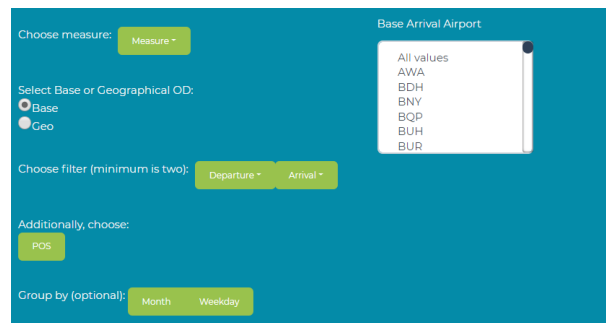 Choose measure:
Measure
Select Base or Geographical OD:
Base
Geo
Choose filter (minimum is two):
Departure
Arrival
Additionally, choose:
POS
Group by (optional):
Month
Weekday
Base Arrival Airport
All values
AWA
BDH
BNY
BQP
BUH
BUR